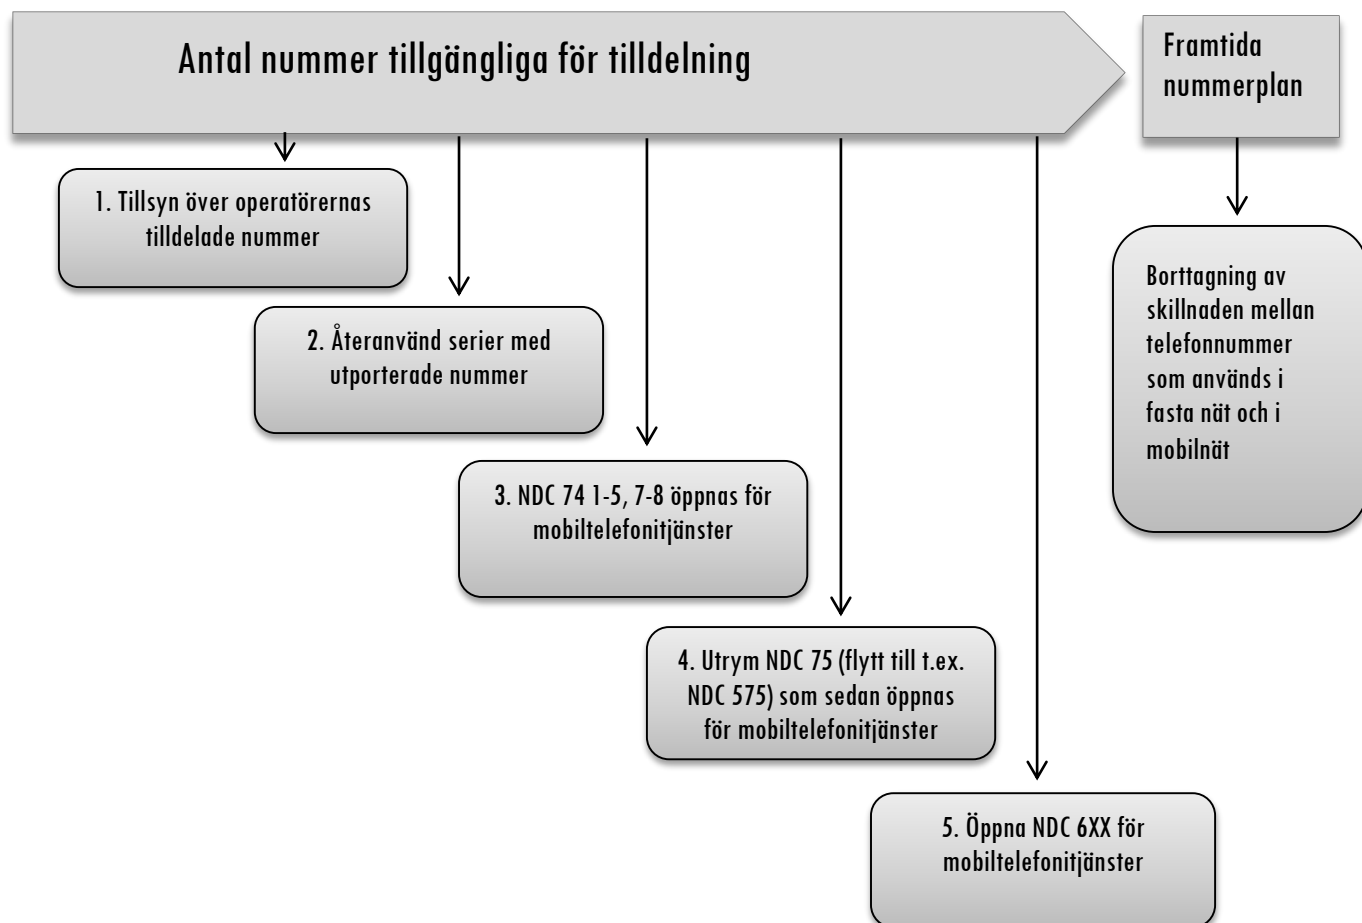 Antal nummer tillgängliga för tilldelning
Framtida
nummerplan
1. Tillsyn över operatörernas
tilldelade nummer
2. Återanvänd serier med
utporterade nummer
3. NDC 74 1-5, 7-8 öppnas för
mobiltelefonitjänster
4. Utrym NDC 75 (flytt till t.ex.
NDC 575) som sedan öppnas
för mobiltelefonitjänster
5. Öppna NDC 6XX för
mobiltelefonitjänster
Borttagning av
skillnaden mellan
telefonnummer
som används i
fasta nät och i
mobilnät